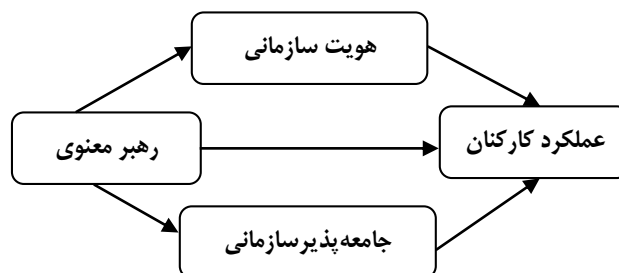 هویت سازمانی
رهبر معنوی
عملکرد کارکنان
جامعه‌پذیرسازمانی